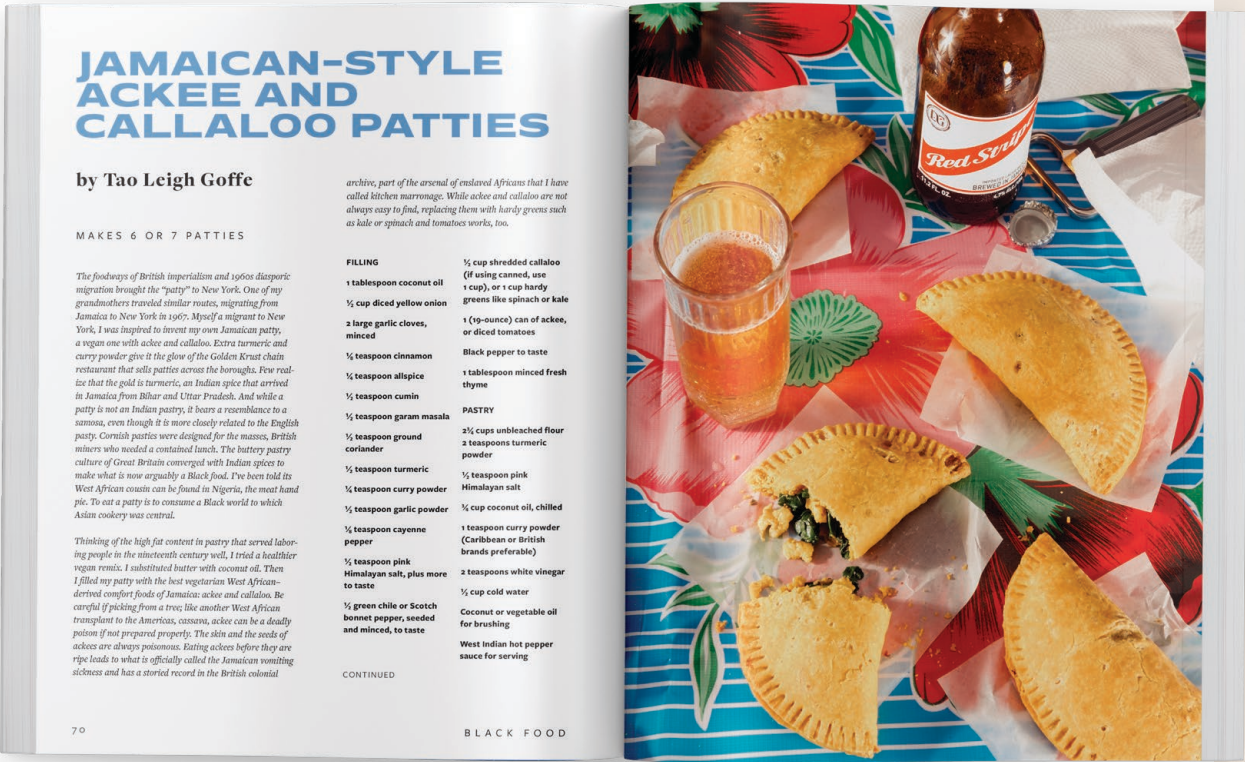 JAMAICAN-STYLE
ACKEE AND
CALLALOO PATTIES
by Tao Leigh Goffe
MAKES 6 OR 7 PATTIES
The foodways of British imperialism and 1960s diasporic
migration brought the “patty” to New York. One of my
grandmothers traveled similar routes, migrating from
Jamaica to New York in 1967. Myself a migrant to New
York, I was inspired to invent my own Jamaican patty,
a vegan one with ackee and callaloo. Extra turmeric and
curry powder give it the glow of the Golden Krust chain
restaurant that sells patties across the boroughs. Few real-
ize that the gold is turmeric, an Indian spice that arrived
in Jamaica from Bihar and Uttar Pradesh. And while a
patty is not an Indian pastry, it bears a resemblance to a
samosa, even though it is more closely related to the English
pasty. Cornish pasties were designed for the masses, British
miners who needed a contained lunch. The buttery pastry
culture of Great Britain converged with Indian spices to
make what is now arguably a Black food. I’ve been told its
West African cousin can be found in Nigeria, the meat hand
pie. To eat a patty is to consume a Black world to which
Asian cookery was central.
Thinking of the high fat content in pastry that served labor-
ing people in the nineteenth century well, I tried a healthier
vegan remix. I substituted butter with coconut oil. Then
I filled my patty with the best vegetarian West African–
derived comfort foods of Jamaica: ackee and callaloo. Be
careful if picking from a tree; like another West African
transplant to the Americas, cassava, ackee can be a deadly
poison if not prepared properly. The skin and the seeds of
ackees are always poisonous. Eating ackees before they are
ripe leads to what is officially called the Jamaican vomiting
sickness and has a storied record in the British colonial
archive, part of the arsenal of enslaved Africans that I have
called kitchen marronage. While ackee and callaloo are not
always easy to find, replacing them with hardy greens such
as kale or spinach and tomatoes works, too.
FILLING
1 tablespoon coconut oil
½ cup diced yellow onion
2 large garlic cloves,
minced
teaspoon cinnamon
teaspoon allspice
teaspoon cumin
½ teaspoon garam masala
½ teaspoon ground
coriander
½ teaspoon turmeric
teaspoon curry powder
½ teaspoon garlic powder
teaspoon cayenne
pepper
½ teaspoon pink
Himalayan salt, plus more
to taste
½ green chile or Scotch
bonnet pepper, seeded
and minced, to taste
½ cup shredded callaloo
(if using canned, use
1 cup), or 1 cup hardy
greens like spinach or kale
1 (19-ounce) can of ackee,
or diced tomatoes
Black pepper to taste
1 tablespoon minced fresh
thyme
PASTRY
cups unbleached flour
2 teaspoons turmeric
powder
½ teaspoon pink
Himalayan salt
cup coconut oil, chilled
1 teaspoon curry powder
(Caribbean or British
brands preferable)
2 teaspoons white vinegar
½ cup cold water
Coconut or vegetable oil
for brushing
West Indian hot pepper
sauce for serving
CONTINUED
70
BLACK FOOD
Red Stripe
BREWED IN
11.2 FL. OZ.